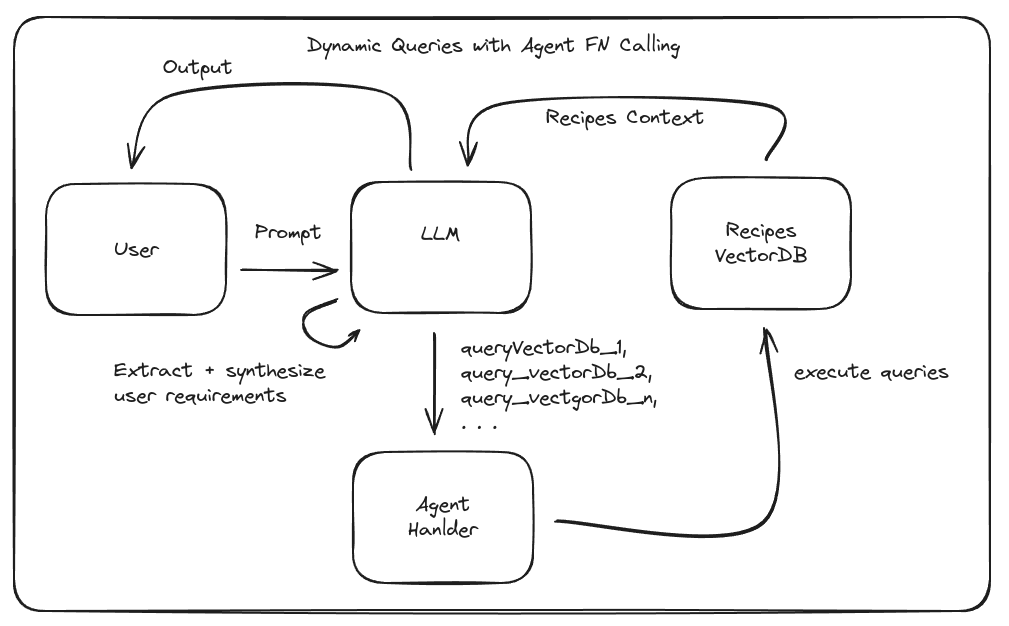 Dynamic Queries with Agent FN Calling
Output
Recipes Context
User
Prompt
LLM
Recipes
VectorDB
Extract + synthesize
user requirements
queryVectorDb_1,
query_vectorDb_2,
query_vectgorDb_n,
. . .
execute queries
Agent
Hanlder